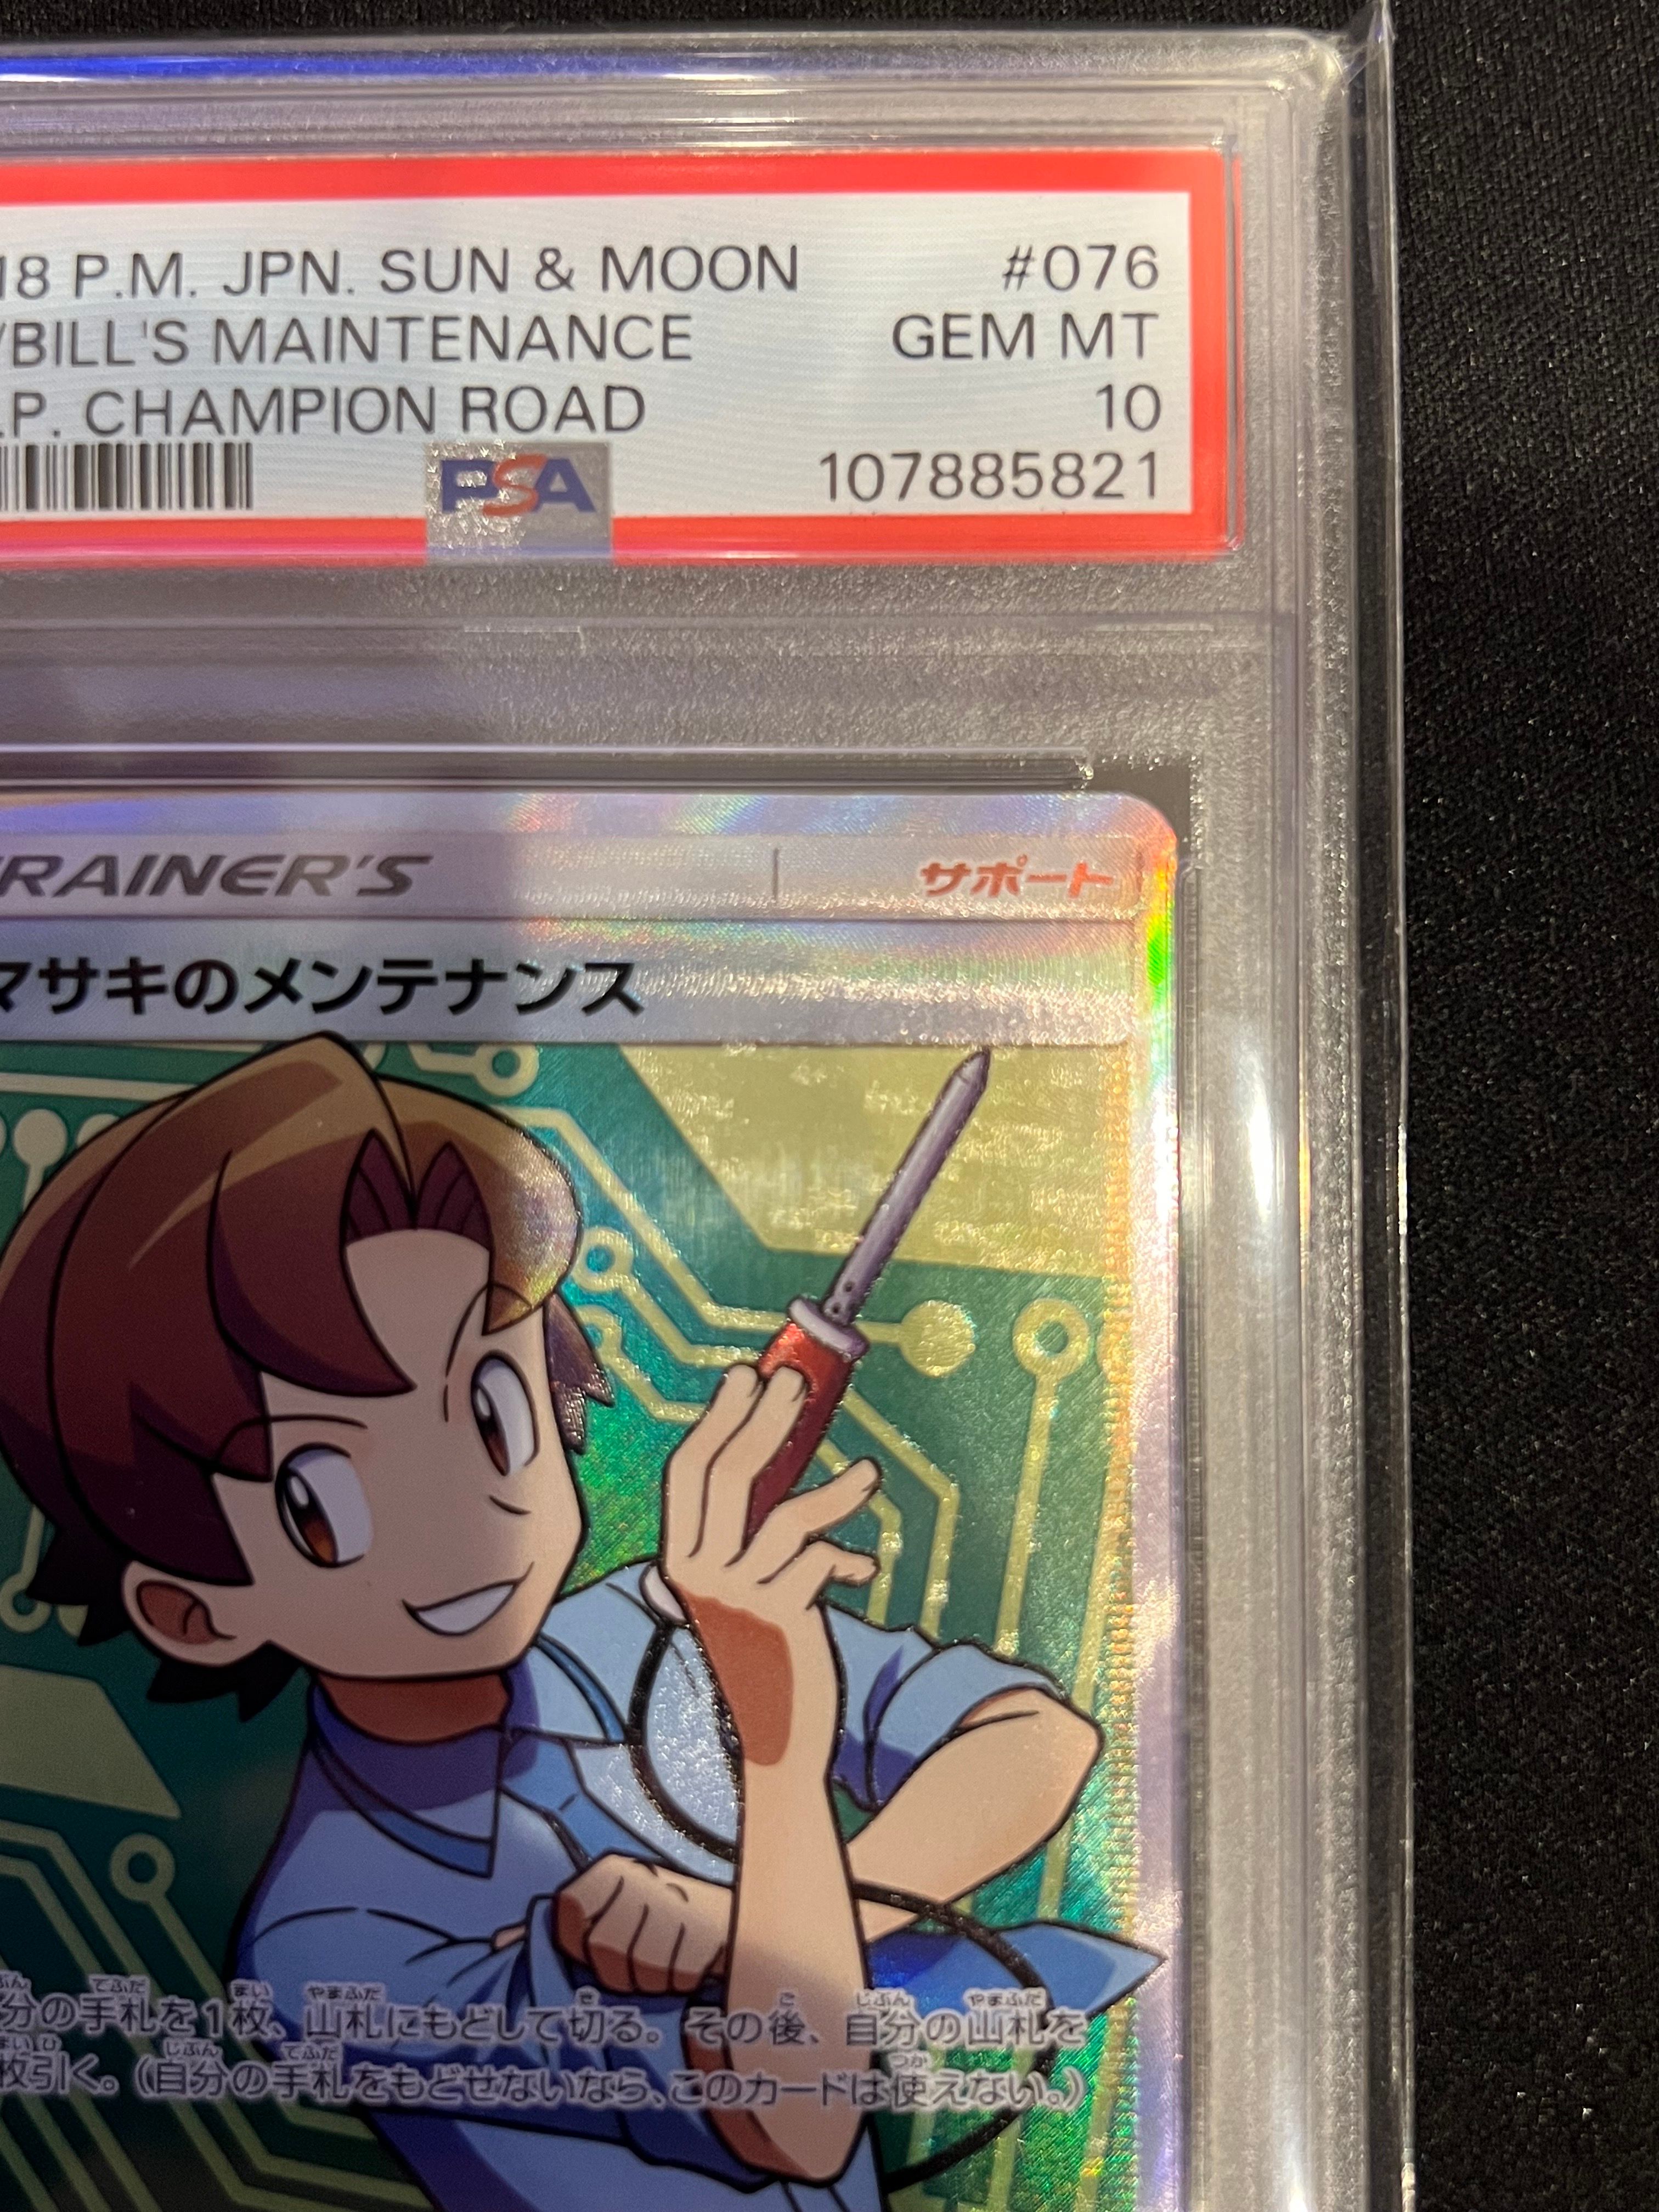 18 P.M. JPN. SUN & MOON #076
/BILL'S MAINTENANCE GEM MT
.P. CHAMPION ROAD 10
PSA 107885821
TRAINER'S サポート
マサキのメンテナンス
分の手札を1枚、山札にもどして切る。その後、自分の山札を
枚引く。(自分の手札をもどせないなら、このカードは使えない。)